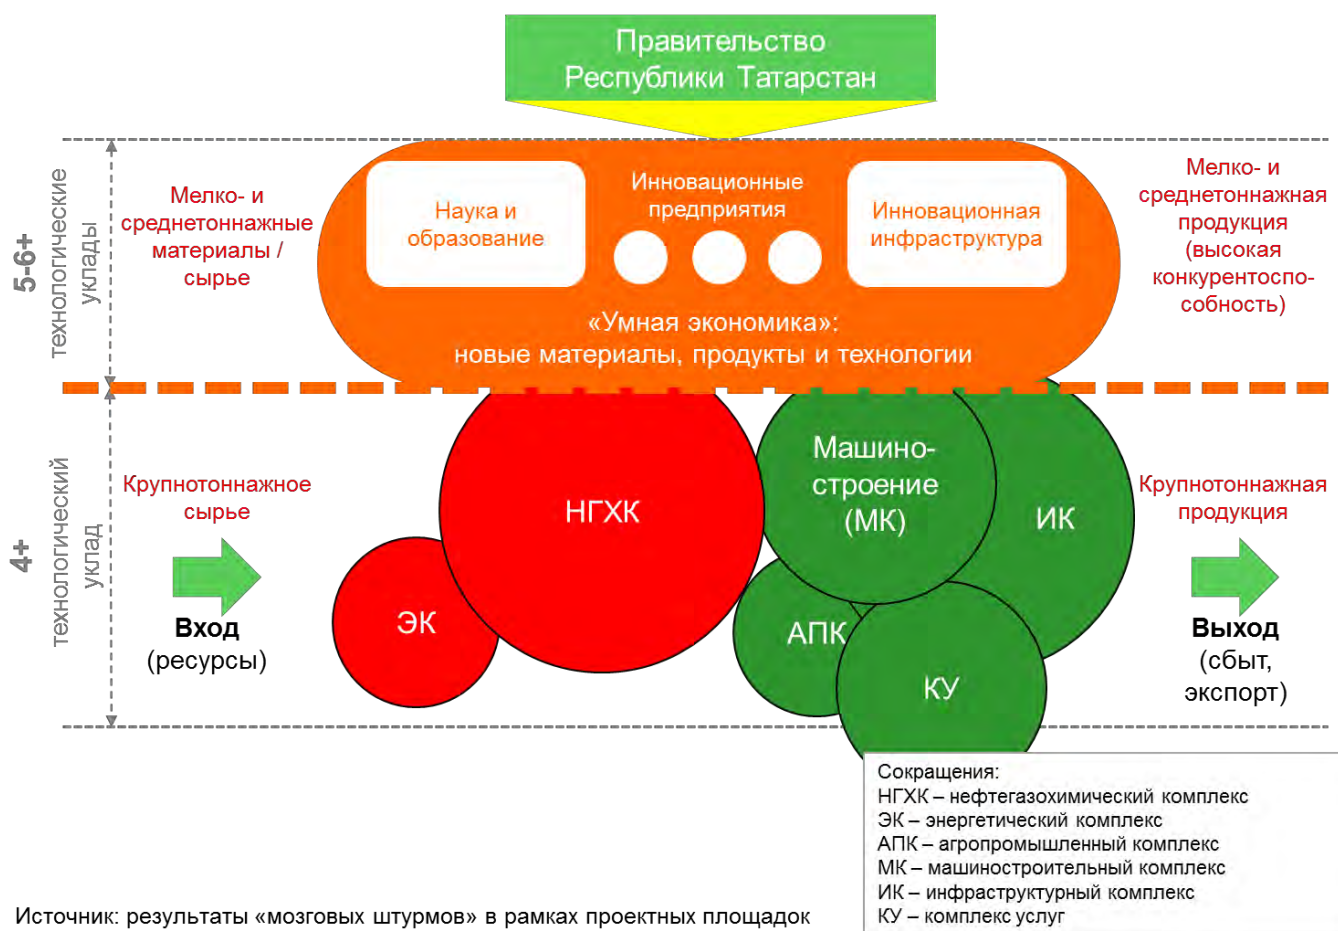 Правительство
Республики Татарстан
5-6+
технологические
уклады
Мелко- и
среднетоннажные
материалы /
сырье
Наука и
образование
Инновационные
предприятия
Инновационная
инфраструктура
«Умная экономика»:
новые материалы, продукты и технологии
Мелко- и
среднетоннажная
продукция
(высокая
конкурентоспо-
собность)
4+
технологический
уклад
Крупнотоннажное
сырье
Вход
(ресурсы)
ЭК
НГХК
Машино-
строение
(МК)
ИК
АПК
КУ
Крупнотоннажная
продукция
Выход
(сбыт,
экспорт)
Сокращения:
НГХК – нефтегазохимический комплекс
ЭК – энергетический комплекс
АПК – агропромышленный комплекс
МК – машиностроительный комплекс
ИК – инфраструктурный комплекс
КУ – комплекс услуг
Источник: результаты «мозговых штурмов» в рамках проектных площадок